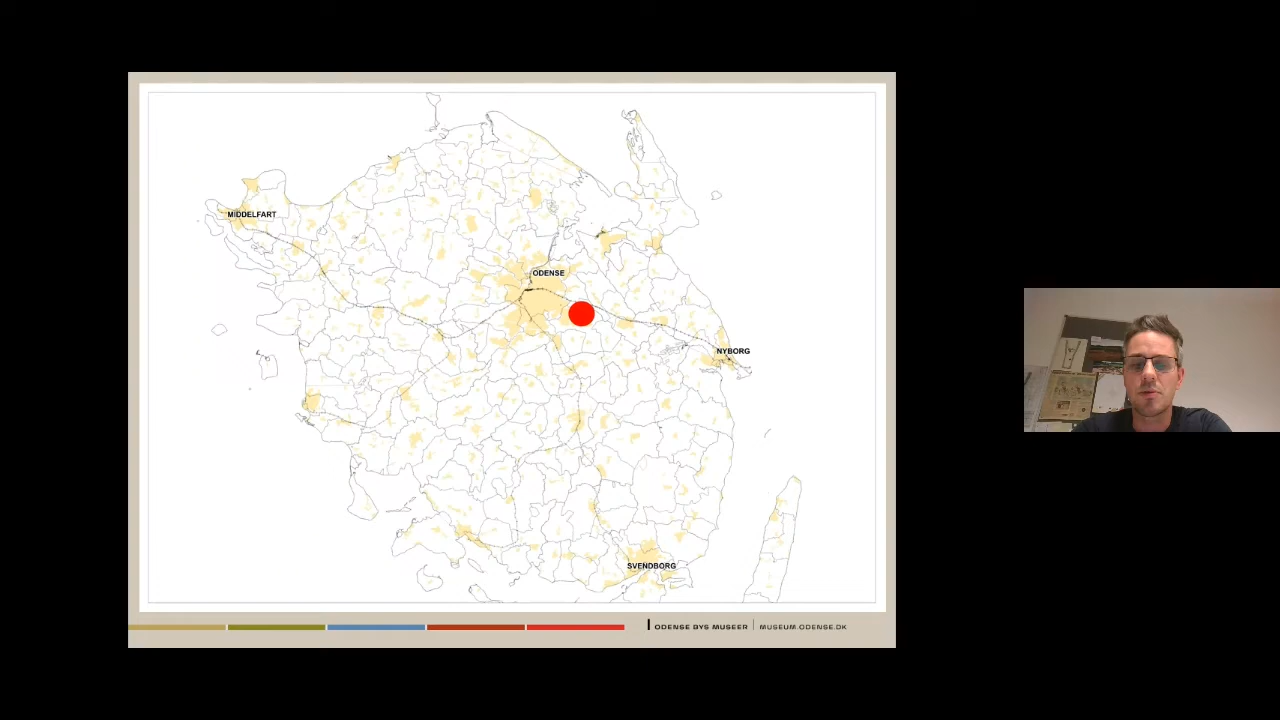 MIDDELFART
ODENSE
NYBORG
SVENDBORG
ODENSE BYS MUSEER | MUSEUM.ODENSE.DK